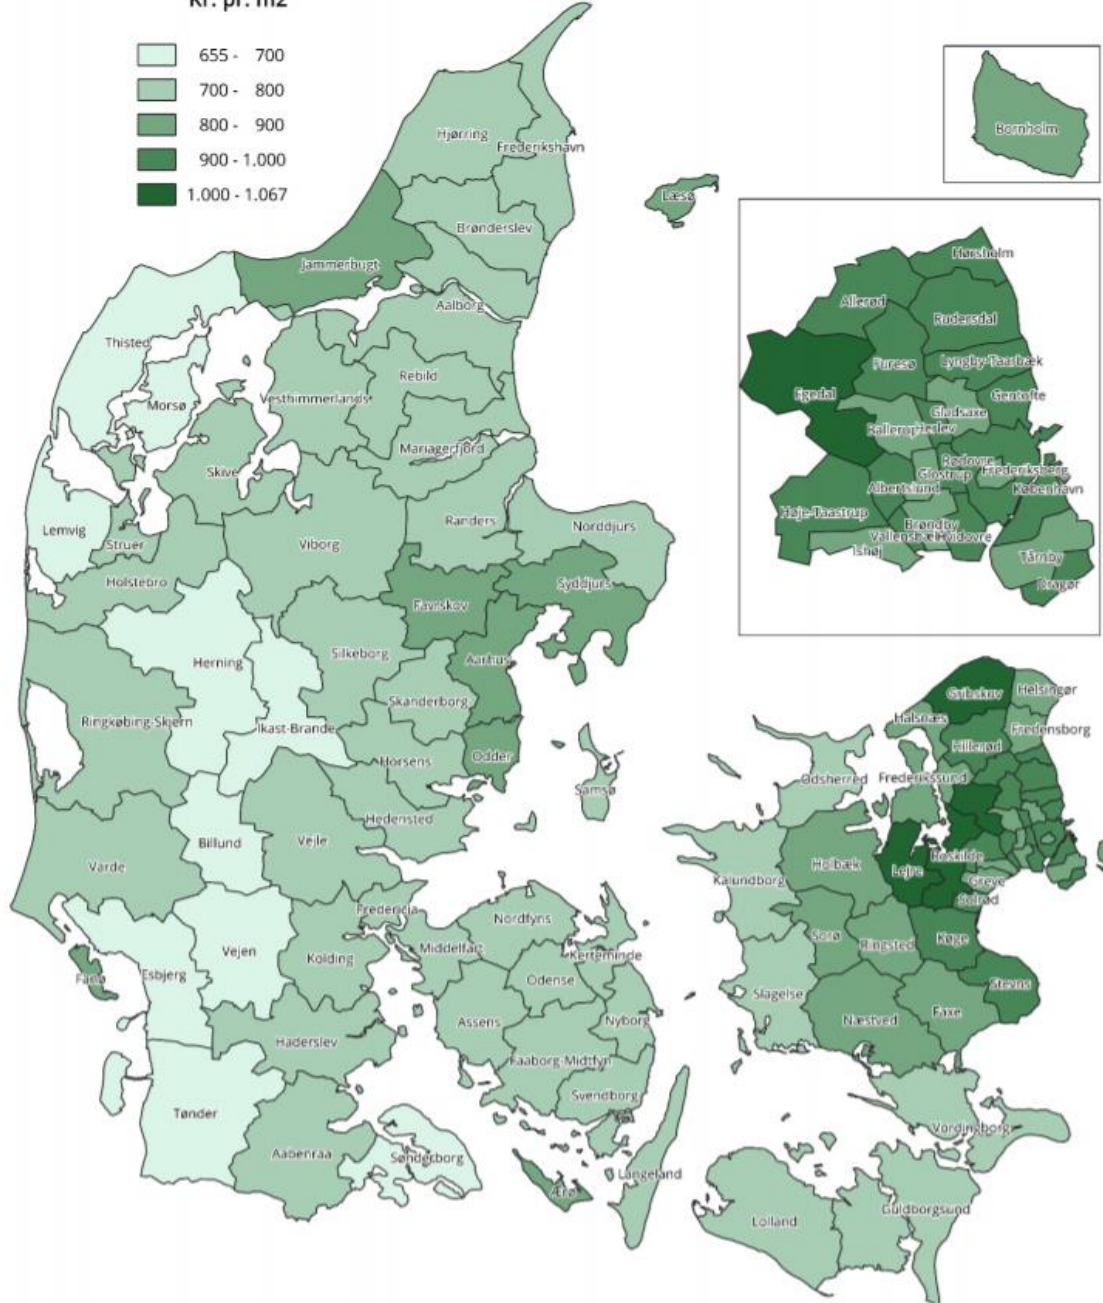 Kr. pr. m2
655 - 700
700 - 800
800 - 900
900 - 1.000
1.000 - 1.067
Hjørring
Frederikshavn
Læsø
Brønderslev
Jammerbugt
Aalborg
Thisted
Rebild
Morsø
Vesthimmerlands
Mariagerfjord
Skive
Randers
Norddjurs
Lemvig
Struer
Viborg
Holstebro
Syddjurs
Favrskov
Silkeborg
Aarhus
Herning
Skanderborg
Ringkøbing-Skjern
Ikast-Brande
Odder
Horsens
Samsø
Hedensted
Billund
Vejle
Varde
Fredericia
Nordfyns
Middelfart
Vejen
Kolding
Kerteminde
Esbjerg
Fanø
Odense
Assens
Nyborg
Haderslev
Faaborg-Midtfyn
Svendborg
Tønder
Aabenraa
Sønderborg
Langeland
Ærø
Bornholm
Hørsholm
Allerød
Rudersdal
Furesø
Lyngby-Taarbæk
Egedal
Gentofte
Gladsaxe
Ballerup
Herlev
Rødovre
Glostrup
Frederiksberg
Albertslund
København
Høje-Taastrup
Brøndby
Vallensbæk
Hvidovre
Ishøj
Tårnby
Dragør
Gribskov
Helsingør
Halsnæs
Fredensborg
Hillerød
Odsherred
Frederikssund
Roskilde
Holbæk
Lejre
Kalundborg
Greve
Solrød
Sorø
Ringsted
Køge
Stevns
Slagelse
Næstved
Faxe
Vordingborg
Guldborgsund
Lolland